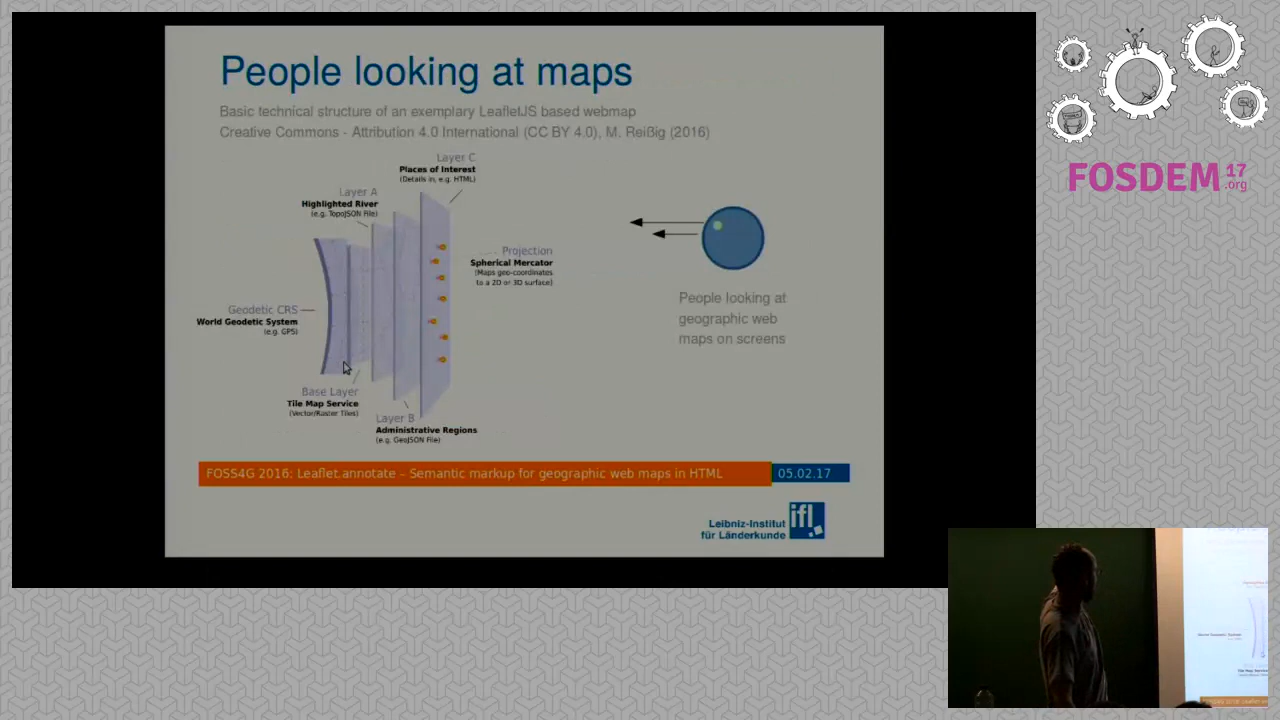 People looking at maps
Basic technical structure of an exemplary LeafletJS based webmap
Creative Commons - Attribution 4.0 International (CC BY 4.0), M. Reißig (2016)
Layer C
Places of Interest
(Details in, e.g. HTML)
Layer A
Highlighted River
(e.g. TopoJSON File)
Projection
Spherical Mercator
(Maps geo-coordinates
to a 2D or 3D surface)
Geodetic CRS
World Geodetic System
(e.g. GPS)
Base Layer
Tile Map Service
(Vector/Raster Tiles)
Layer B
Administrative Regions
(e.g. GeoJSON File)
People looking at
geographic web
maps on screens
FOSS4G 2016: Leaflet.annotate – Semantic markup for geographic web maps in HTML
05.02.17
Leibniz-Institut
für Länderkunde
ifl
FOSDEM 17
.org